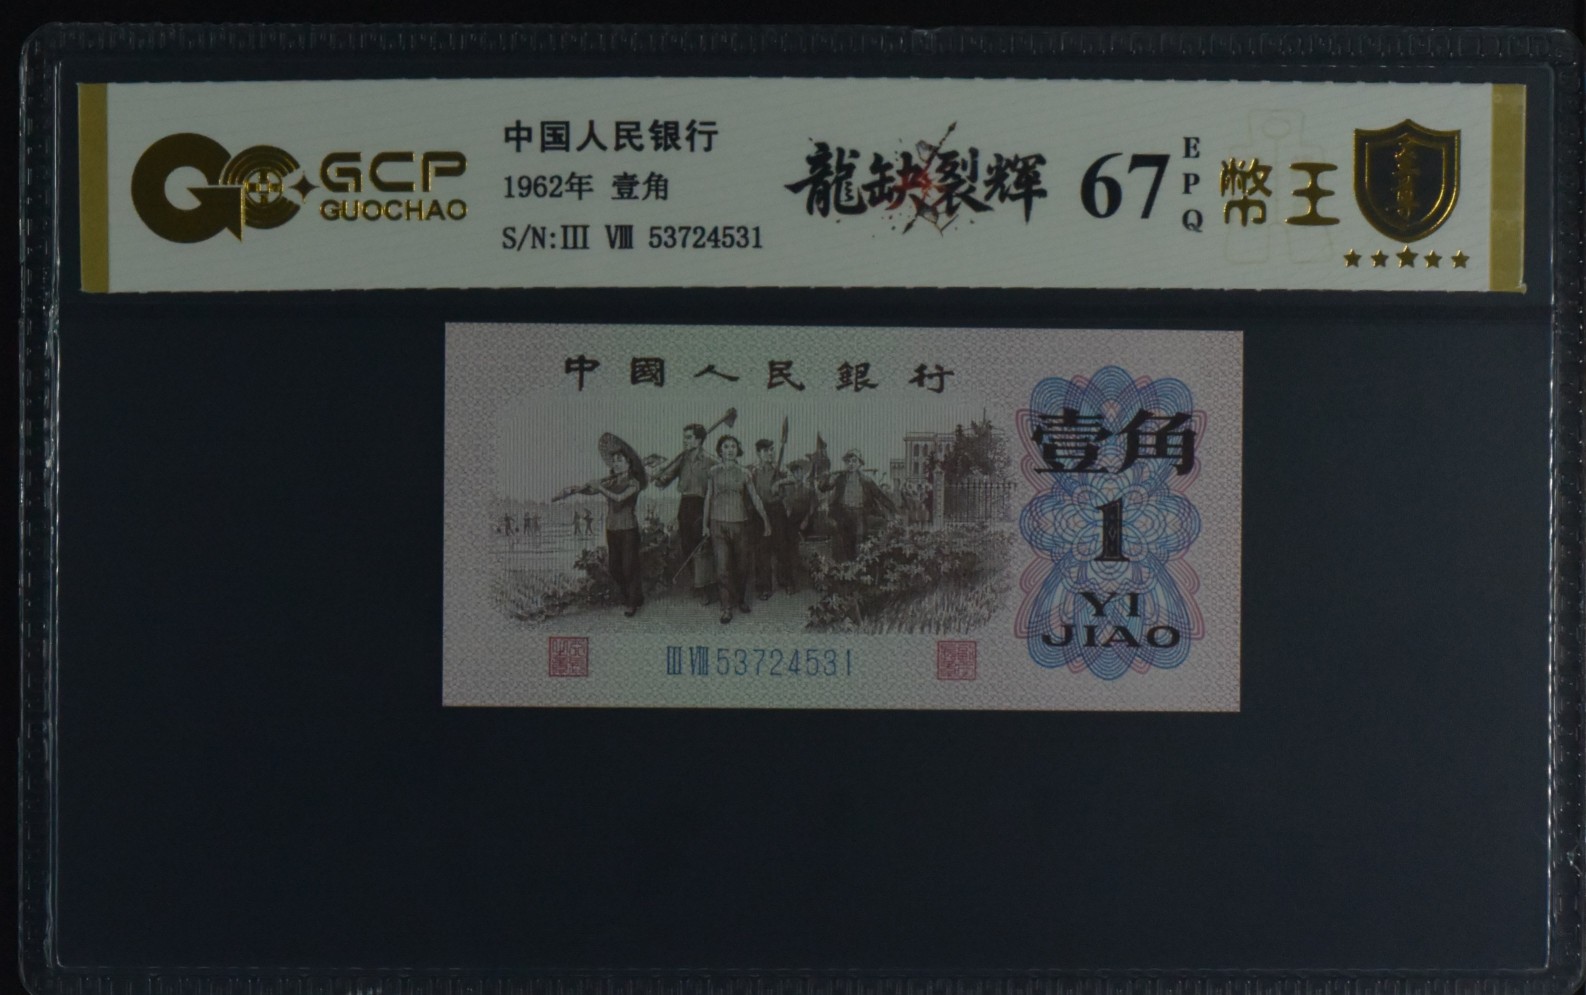 GCP
GUOCHAO
中国人民银行
1962年 壹角
S/N:III VIII 53724531
龍缺裂輝
67
EPQ
幣王
中國人民銀行
壹角
1
YI
JIAO
III VIII 53724531